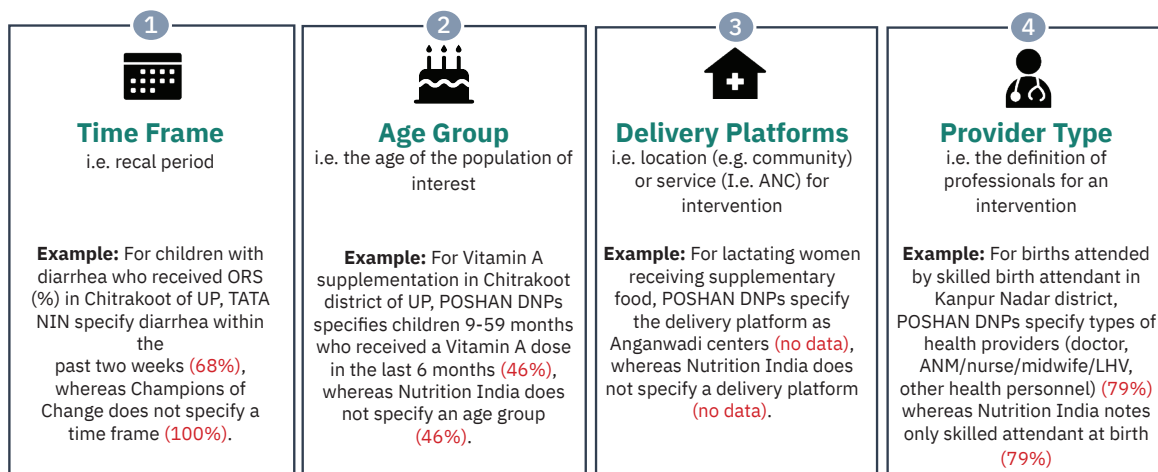 1
Time Frame
i.e. recal period
Example: For children with
diarrhea who received ORS
(%) in Chitrakoot of UP, TATA
NIN specify diarrhea within
the
past two weeks (68%),
whereas Champions of
Change does not specify a
time frame (100%).
2
Age Group
i.e. the age of the population of
interest
Example: For Vitamin A
supplementation in Chitrakoot
district of UP, POSHAN DNPs
specifies children 9-59 months
who received a Vitamin A dose
in the last 6 months (46%),
whereas Nutrition India does
not specify an age group
(46%).
3
Delivery Platforms
i.e. location (e.g. community)
or service (I.e. ANC) for
intervention
Example: For lactating women
receiving supplementary
food, POSHAN DNPs specify
the delivery platform as
Anganwadi centers (no data),
whereas Nutrition India does
not specify a delivery platform
(no data).
4
Provider Type
i.e. the definition of
professionals for an
intervention
Example: For births attended
by skilled birth attendant in
Kanpur Nadar district,
POSHAN DNPs specify types of
health providers (doctor,
ANM/nurse/midwife/LHV,
other health personnel) (79%)
whereas Nutrition India notes
only skilled attendant at birth
(79%)